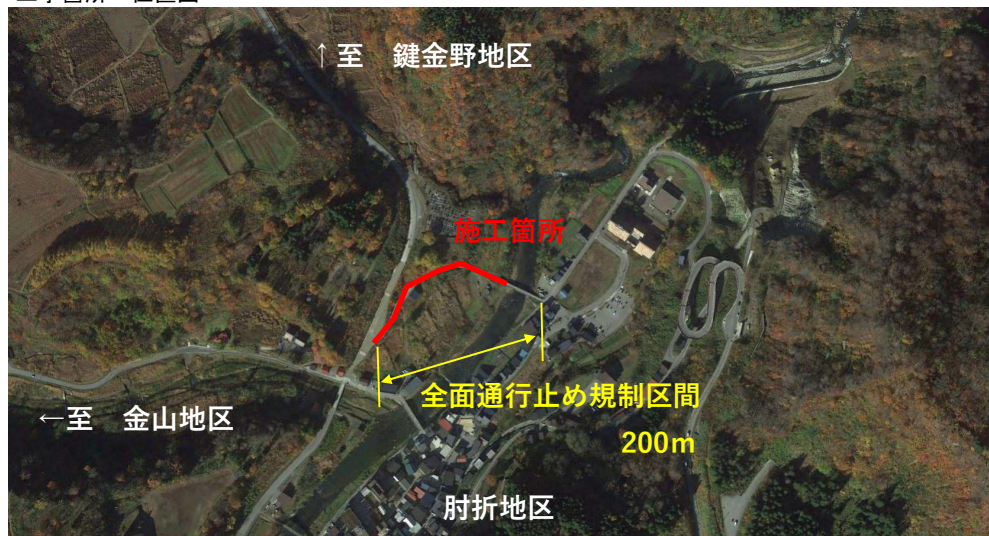 ↑至　鍵金野地区
施工箇所
全面通行止め規制区間
200m
←至　金山地区
肘折地区